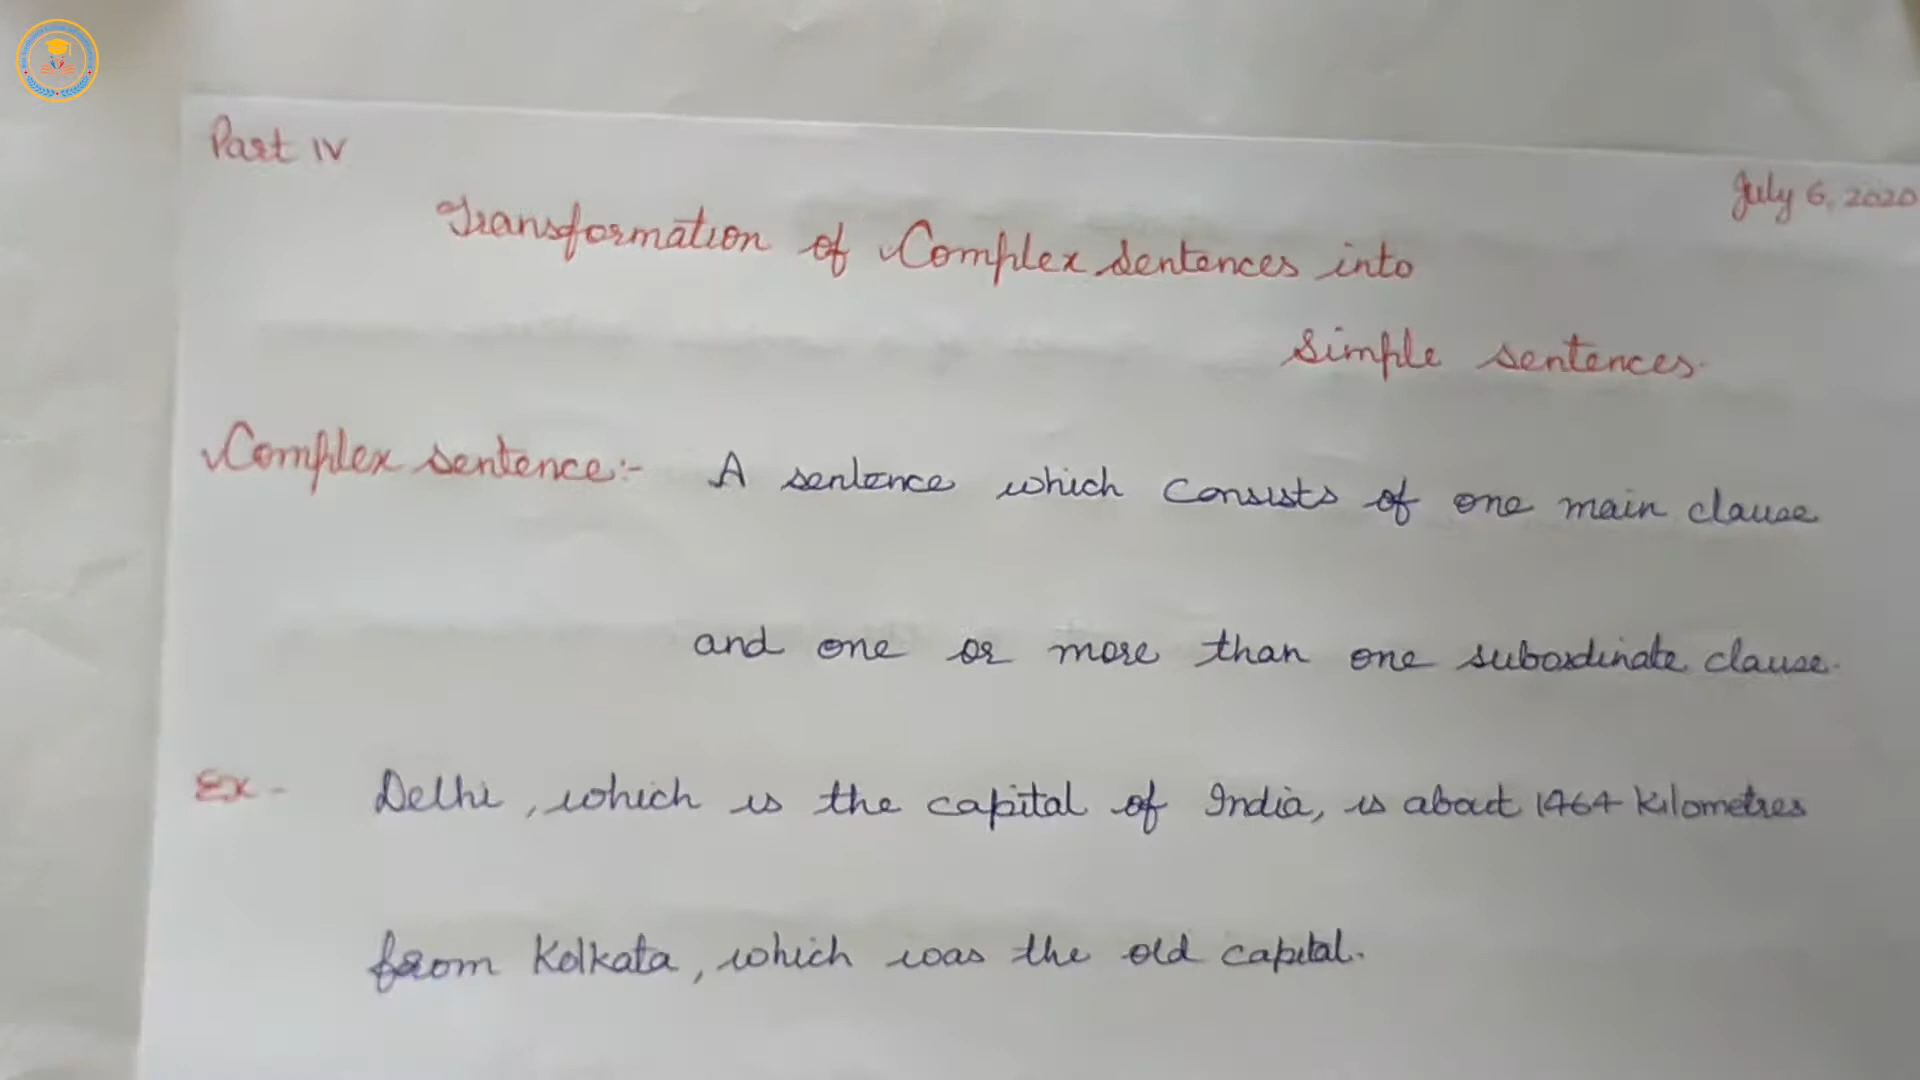 Part IV
July 6, 2020
Transformation of Complex sentences into
simple sentences.
Complex sentence:- A sentence which consists of one main clause
and one or more than one subordinate clause.
Ex - Delhi, which is the capital of India, is about 1464 kilometres
from Kolkata, which was the old capital.